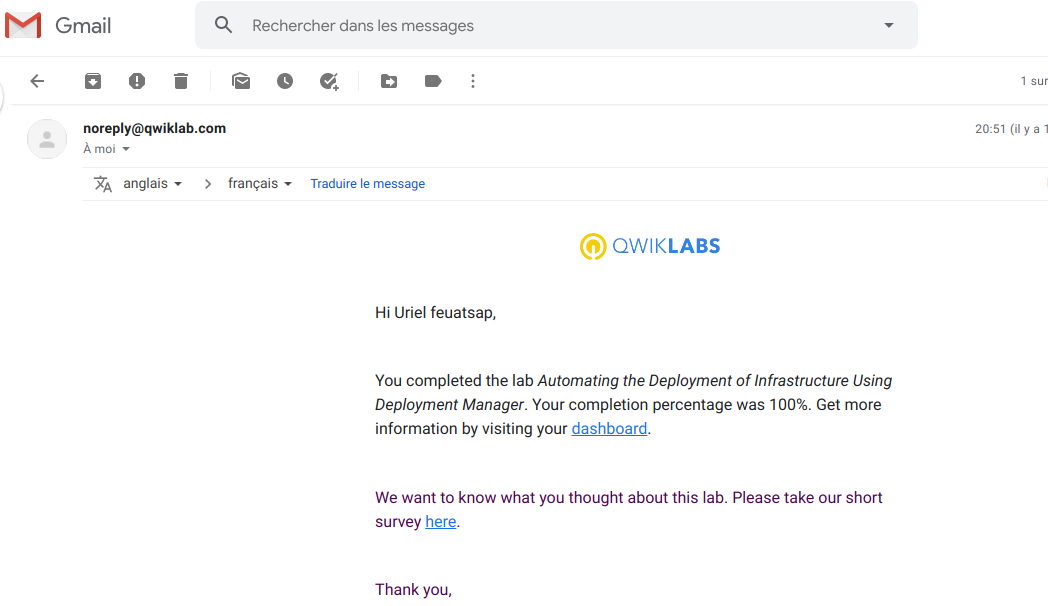 Gmail
Rechercher dans les messages
1 sur
noreply@qwiklab.com
20:51 (il y a 1
À moi
anglais > français Traduire le message
QWIKLABS
Hi Uriel feuatsap,
You completed the lab Automating the Deployment of Infrastructure Using
Deployment Manager. Your completion percentage was 100%. Get more
information by visiting your dashboard.
We want to know what you thought about this lab. Please take our short
survey here.
Thank you,